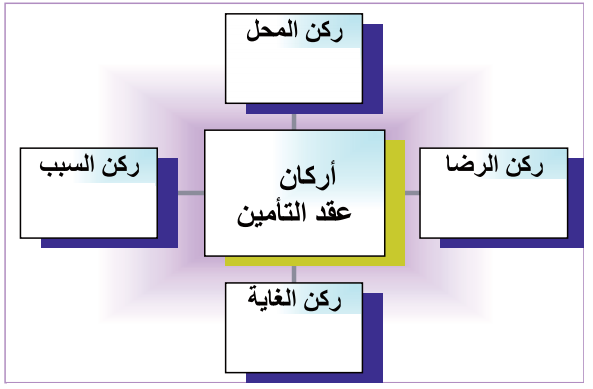 ركن المحل
ركن الرضا
أركان
عقد التأمين
ركن السبب
ركن الغاية